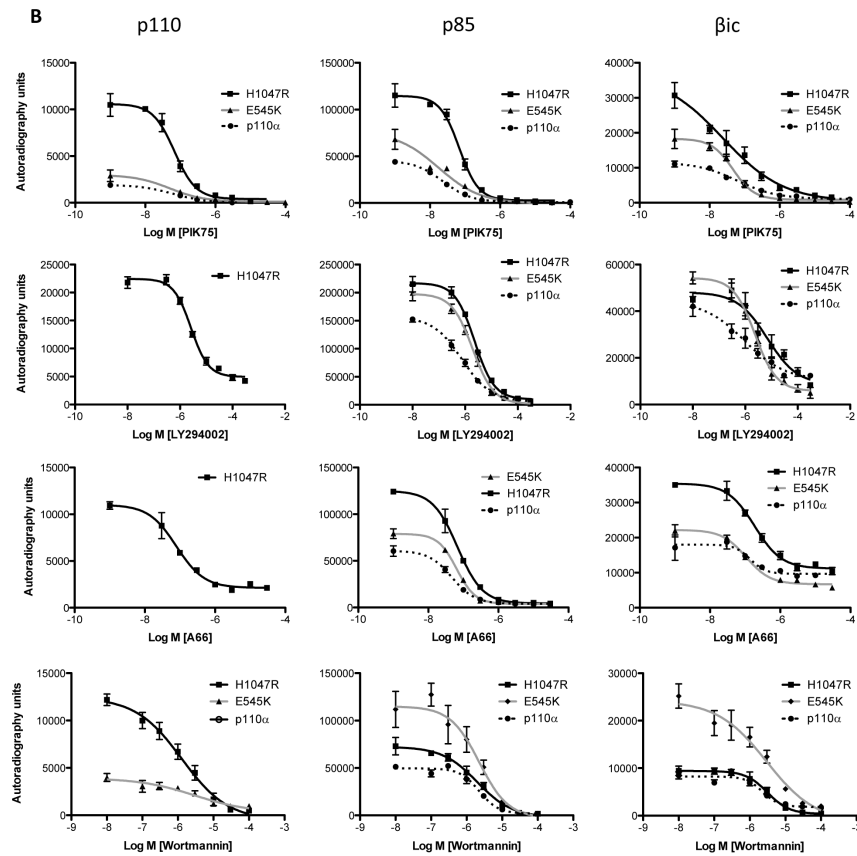 B
p110
p85
βic
Autoradiography units
15000
10000
5000
0
-10
-8
-6
-4
Log M [PIK75]
H1047R
E545K
p110α
150000
100000
50000
0
-10
-8
-6
-4
Log M [PIK75]
H1047R
E545K
p110α
40000
30000
20000
10000
0
-10
-8
-6
-4
Log M [PIK75]
H1047R
E545K
p110α
Autoradiography units
25000
20000
15000
10000
5000
0
-10
-8
-6
-4
-2
Log M [LY294002]
H1047R
250000
200000
150000
100000
50000
0
-10
-8
-6
-4
-2
Log M [LY294002]
H1047R
E545K
p110α
60000
40000
20000
0
-10
-8
-6
-4
-2
Log M [LY294002]
H1047R
E545K
p110α
Autoradiography units
15000
10000
5000
0
-10
-8
-6
-4
Log M [A66]
H1047R
150000
100000
50000
0
-10
-8
-6
-4
Log M [A66]
E545K
H1047R
p110α
40000
30000
20000
10000
0
-10
-8
-6
-4
Log M [A66]
H1047R
E545K
p110α
Autoradiography units
15000
10000
5000
0
-9
-8
-7
-6
-5
-4
-3
Log M [Wortmannin]
H1047R
E545K
p110α
150000
125000
100000
75000
50000
25000
0
-9
-8
-7
-6
-5
-4
-3
Log M [Wortmannin]
H1047R
E545K
p110α
30000
20000
10000
0
-9
-8
-7
-6
-5
-4
-3
Log M [Wortmannin]
H1047R
E545K
p110α